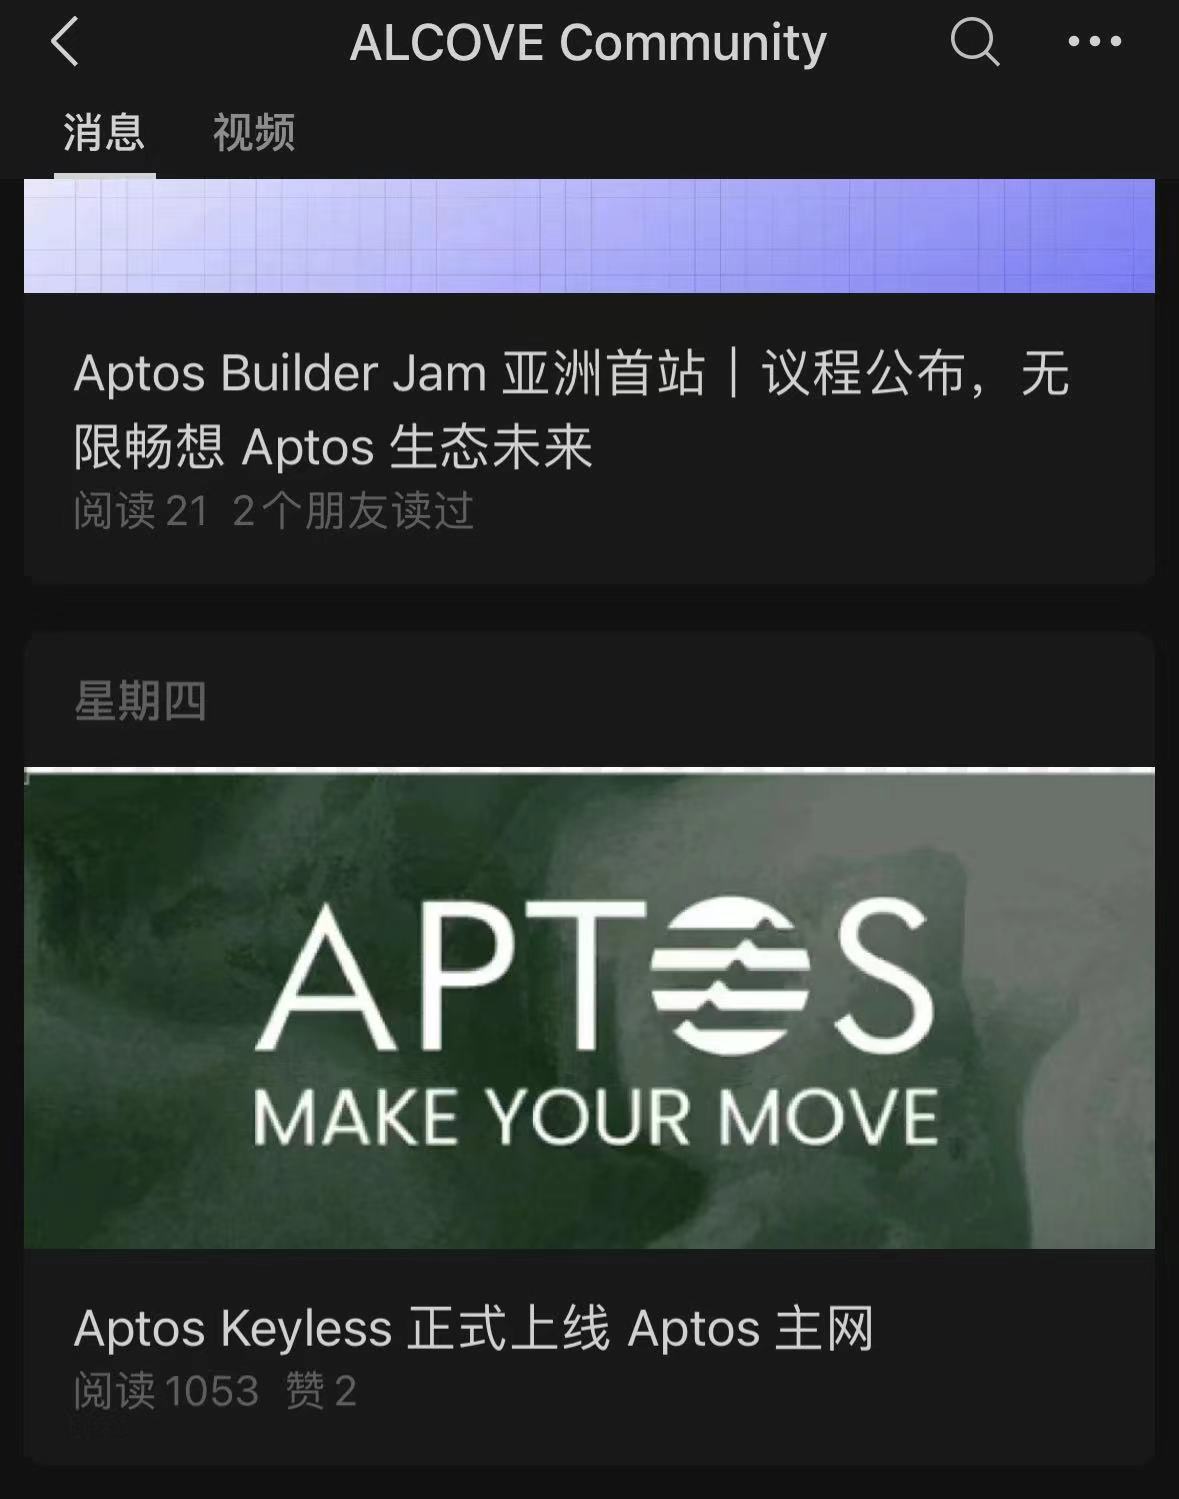 ALCOVE Community
消息 视频
Aptos Builder Jam 亚洲首站｜议程公布，无
限畅想 Aptos 生态未来
阅读 21 2个朋友读过
星期四
APTOS
MAKE YOUR MOVE
Aptos Keyless 正式上线 Aptos 主网
阅读 1053 赞 2